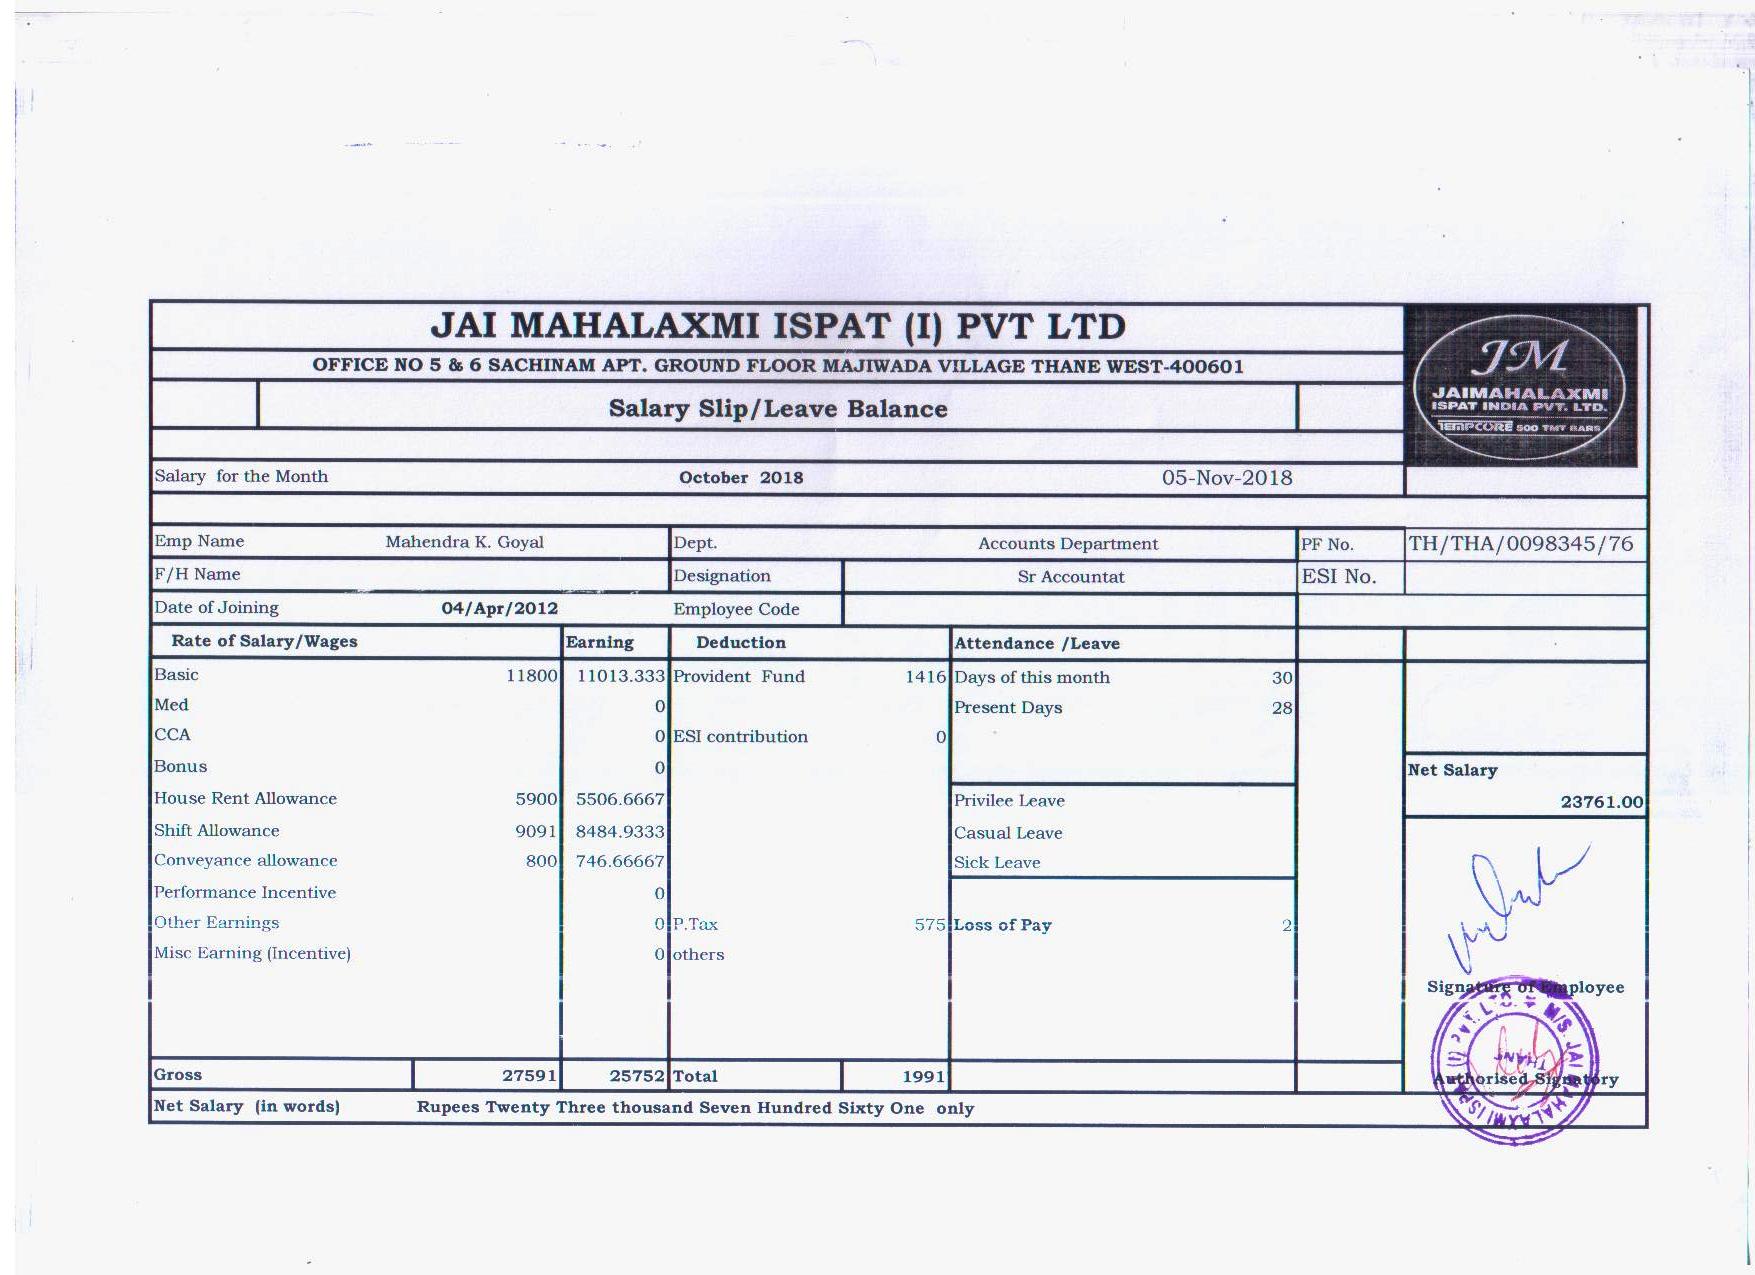 JAI MAHALAXMI ISPAT (I) PVT LTD
OFFICE NO 5 & 6 SACHINAM APT. GROUND FLOOR MAJIWADA VILLAGE THANE WEST-400601
JM
JAIMAHALAXMI
ISPAT INDIA PVT. LTD.
TEMPCORE 500 TMT BARS
Salary Slip/Leave Balance
Salary for the Month October 2018 05-Nov-2018
Emp Name Mahendra K. Goyal Dept. Accounts Department PF No. TH/THA/0098345/76
F/H Name Designation Sr Accountat ESI No.
Date of Joining 04/Apr/2012 Employee Code
Rate of Salary/Wages Earning Deduction Attendance /Leave
Basic 11800 11013.333 Provident Fund 1416 Days of this month 30
Med 0 Present Days 28
CCA 0 ESI contribution 0
Bonus 0 Net Salary
House Rent Allowance 5900 5506.6667 Privilee Leave 23761.00
Shift Allowance 9091 8484.9333 Casual Leave
Conveyance allowance 800 746.66667 Sick Leave
Performance Incentive 0
Other Earnings 0 P.Tax 575 Loss of Pay 2
Misc Earning (Incentive) 0 others
Signature of Employee
M/S. JAI MAHALAXMI ISPAT (I) PVT. LTD.
THANE
Gross 27591 25752 Total 1991 Authorised Signatory
Net Salary (in words) Rupees Twenty Three thousand Seven Hundred Sixty One only